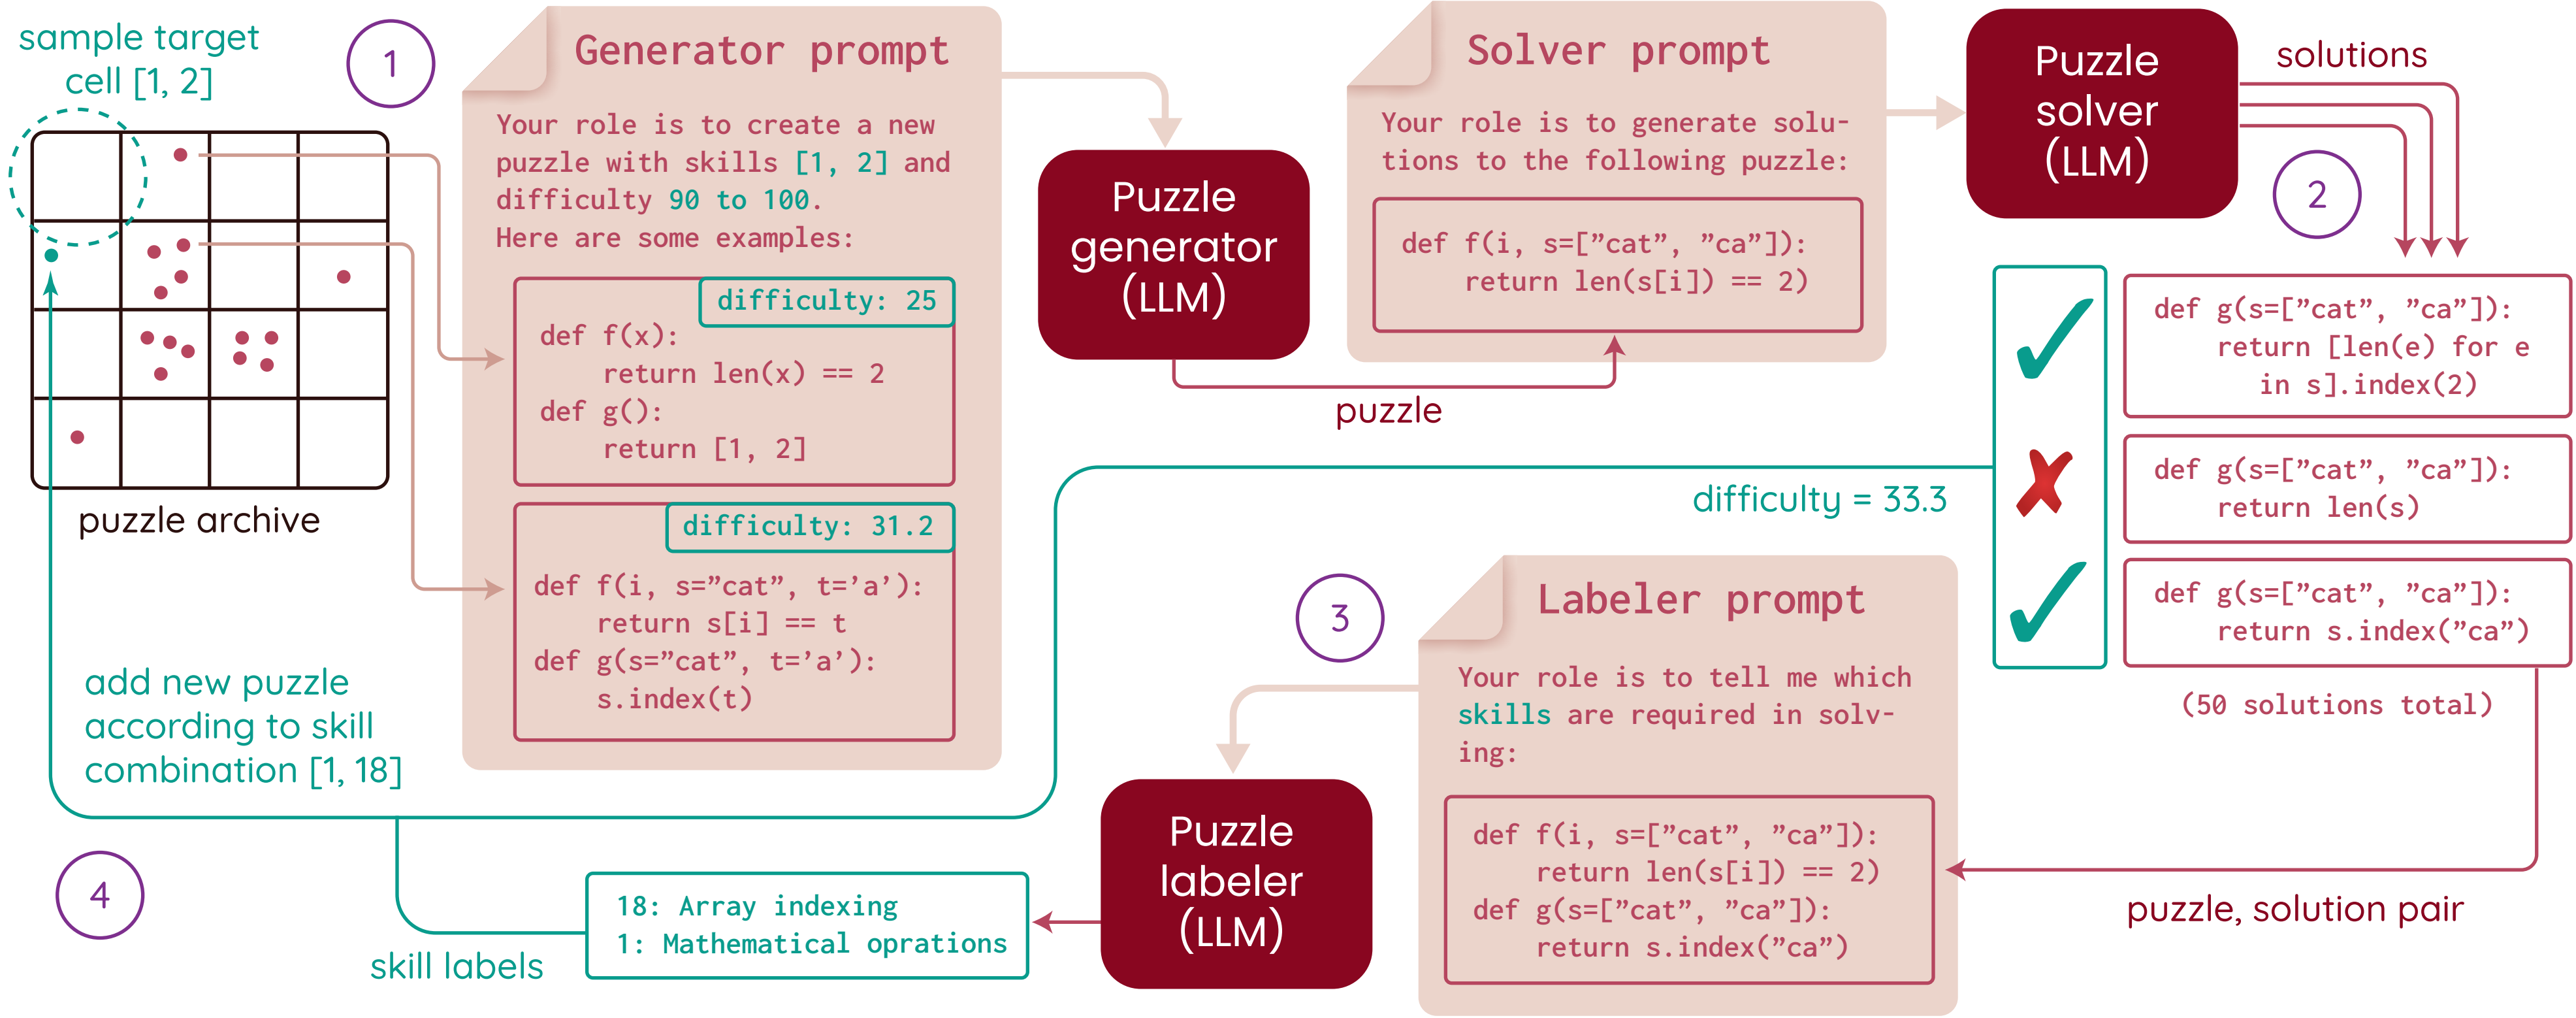 sample target
cell [1, 2]
puzzle archive
1
Generator prompt
Your role is to create a new
puzzle with skills [1, 2] and
difficulty 90 to 100.
Here are some examples:
difficulty: 25
def f(x):
    return len(x) == 2
def g():
    return [1, 2]
difficulty: 31.2
def f(i, s=”cat”, t=’a’):
    return s[i] == t
def g(s=”cat”, t=’a’):
    s.index(t)
Puzzle
generator
(LLM)
puzzle
Solver prompt
Your role is to generate solu-
tions to the following puzzle:
def f(i, s=[”cat”, ”ca”]):
    return len(s[i]) == 2)
Puzzle
solver
(LLM)
solutions
2
def g(s=[”cat”, ”ca”]):
    return [len(e) for e
in s].index(2)
def g(s=[”cat”, ”ca”]):
    return len(s)
def g(s=[”cat”, ”ca”]):
    return s.index(”ca”)
(50 solutions total)
difficulty = 33.3
puzzle, solution pair
3
Labeler prompt
Your role is to tell me which
skills are required in solv-
ing:
def f(i, s=[”cat”, ”ca”]):
    return len(s[i]) == 2)
def g(s=[”cat”, ”ca”]):
    return s.index(”ca”)
Puzzle
labeler
(LLM)
18: Array indexing
1: Mathematical oprations
skill labels
4
add new puzzle
according to skill
combination [1, 18]